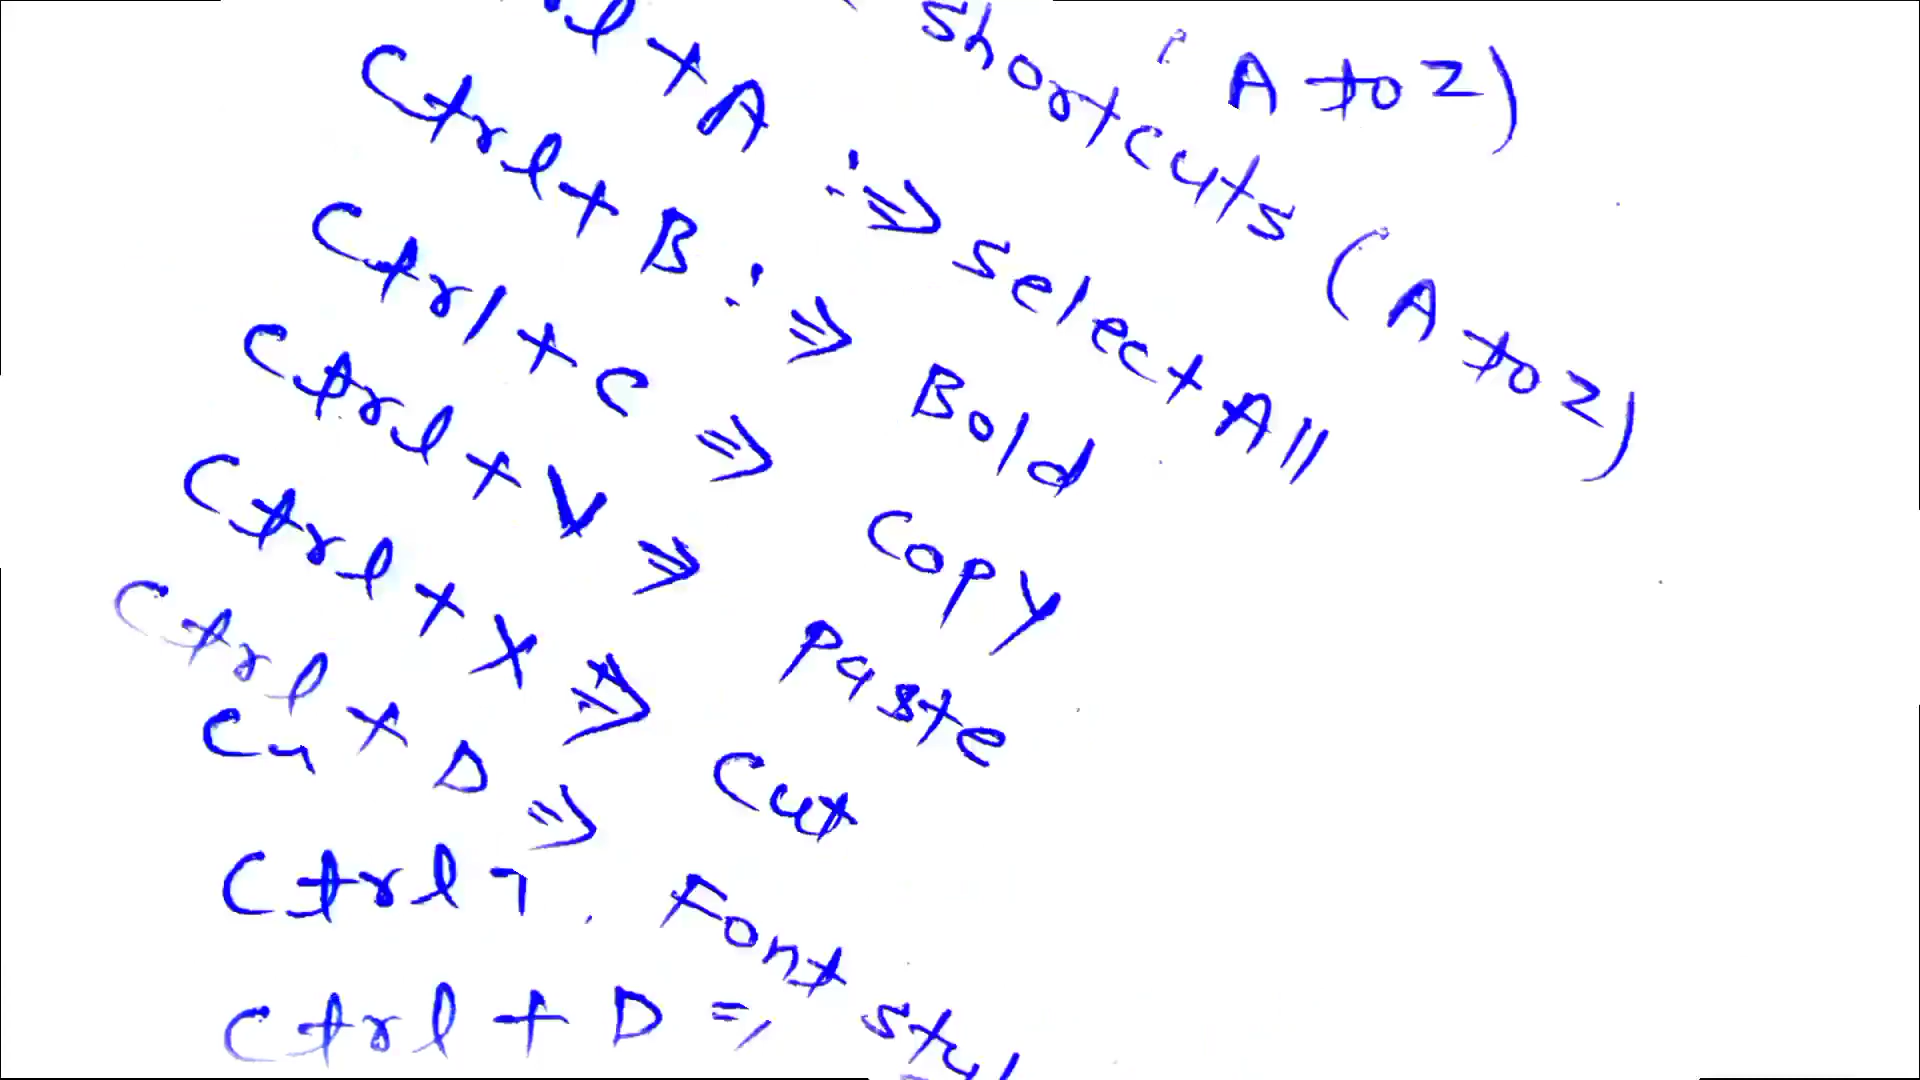 (A to Z)
shortcuts (A to Z)
Ctrl + A :⇒ select All
Ctrl + B :⇒ Bold
Ctrl + C ⇒ Copy
Ctrl + V ⇒ Paste
Ctrl + X ⇒ Cut
Ctrl + D ⇒ Font
Ctrl
Ctrl + D =